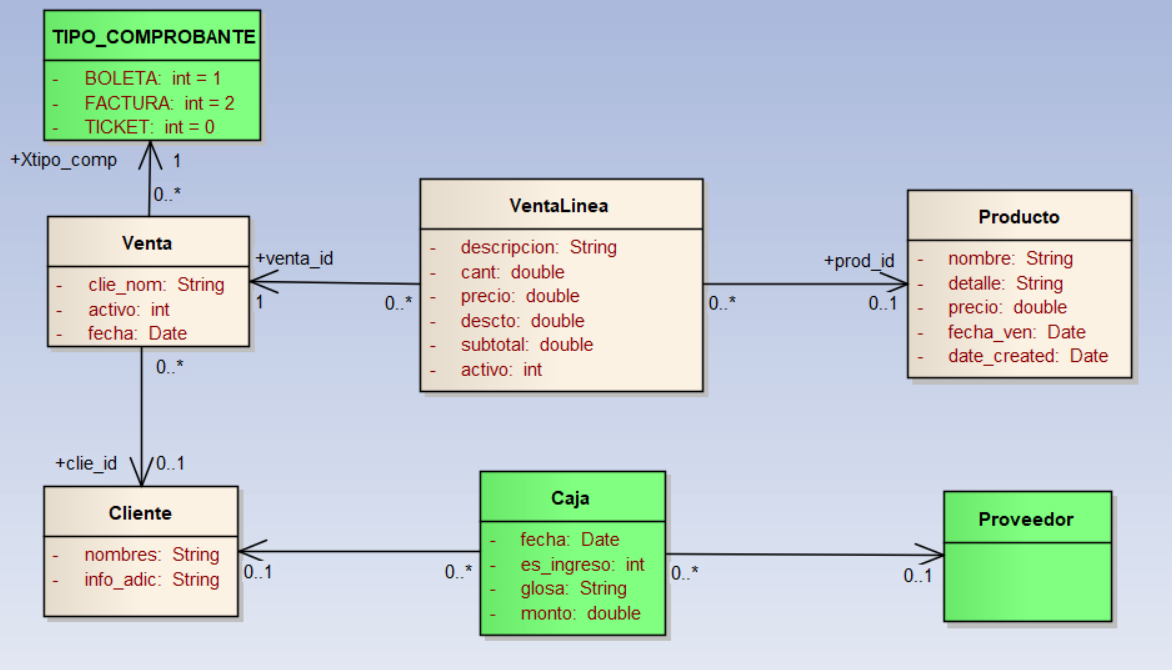 TIPO_COMPROBANTE
- BOLETA: int = 1
- FACTURA: int = 2
- TICKET: int = 0
+Xtipo_comp
1
0..*
Venta
- clie_nom: String
- activo: int
- fecha: Date
+venta_id
1
0..*
VentaLinea
- descripcion: String
- cant: double
- precio: double
- descto: double
- subtotal: double
- activo: int
0..*
+prod_id
0..1
Producto
- nombre: String
- detalle: String
- precio: double
- fecha_ven: Date
- date_created: Date
0..*
+clie_id
0..1
Cliente
- nombres: String
- info_adic: String
0..1
0..*
Caja
- fecha: Date
- es_ingreso: int
- glosa: String
- monto: double
0..*
0..1
Proveedor